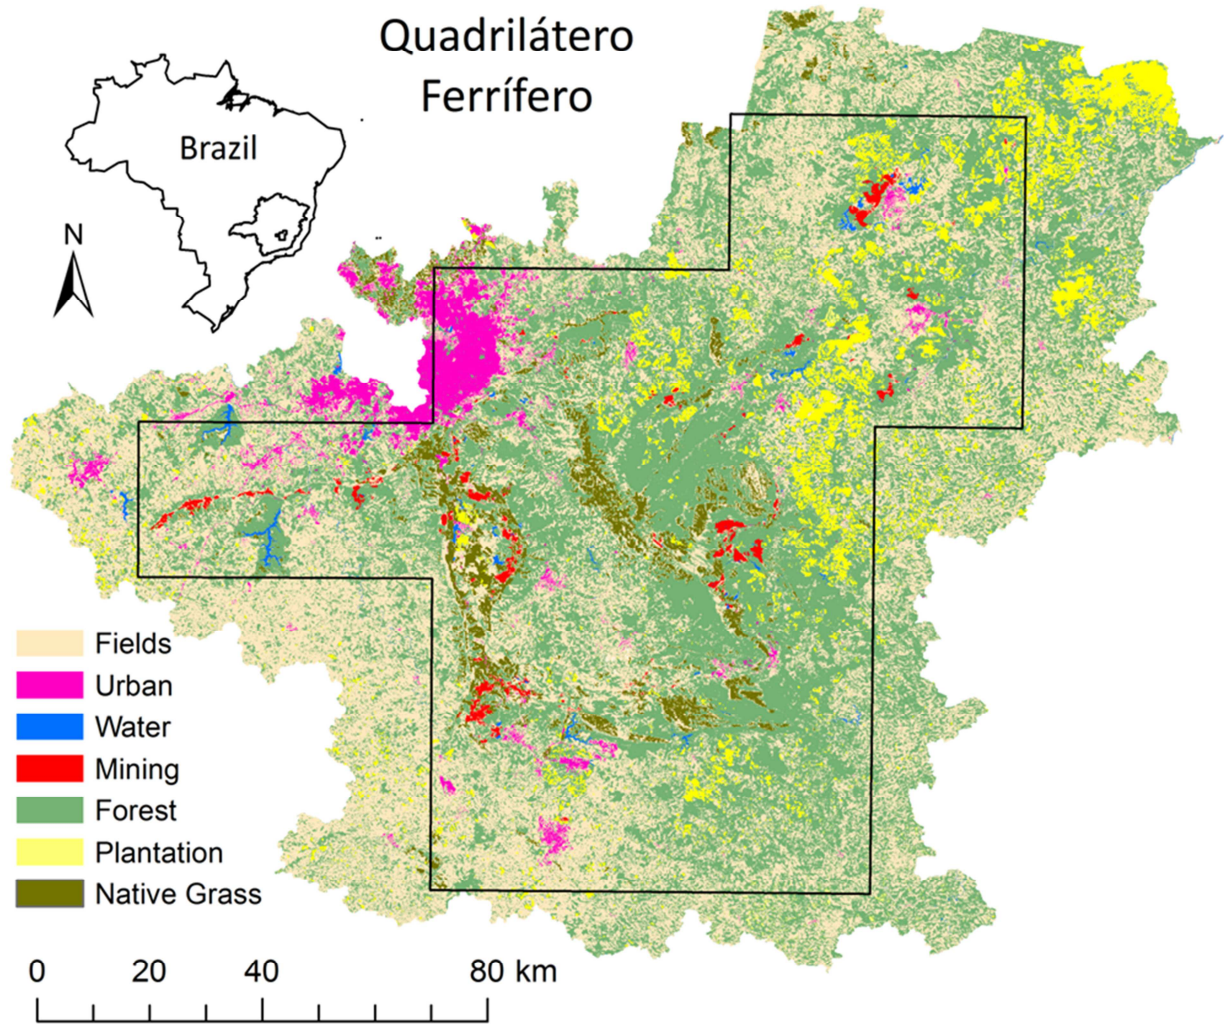 Quadrilátero
Ferrífero
Brazil
N
Fields
Urban
Water
Mining
Forest
Plantation
Native Grass
0 20 40 80 km